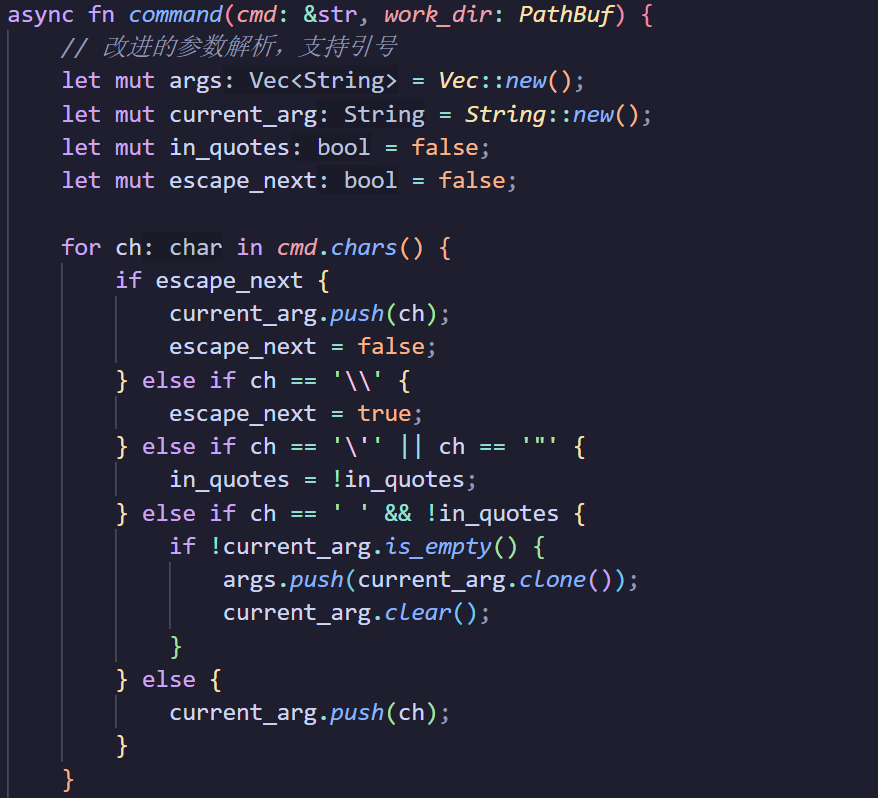 async fn command(cmd: &str, work_dir: PathBuf) {
    // 改进的参数解析，支持引号
    let mut args: Vec<String> = Vec::new();
    let mut current_arg: String = String::new();
    let mut in_quotes: bool = false;
    let mut escape_next: bool = false;

    for ch: char in cmd.chars() {
        if escape_next {
            current_arg.push(ch);
            escape_next = false;
        } else if ch == '\\' {
            escape_next = true;
        } else if ch == '\'' || ch == '"' {
            in_quotes = !in_quotes;
        } else if ch == ' ' && !in_quotes {
            if !current_arg.is_empty() {
                args.push(current_arg.clone());
                current_arg.clear();
            }
        } else {
            current_arg.push(ch);
        }
    }